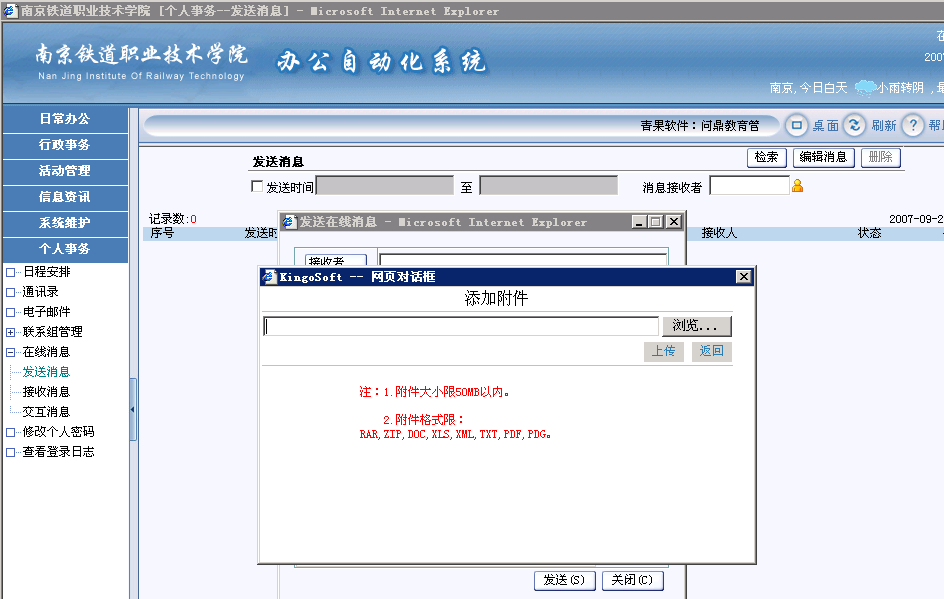 南京铁道职业技术学院 [个人事务--发送消息] - Microsoft Internet Explorer
南京铁道职业技术学院 办公自动化系统
Nan Jing Institute Of Railway Technology
200
南京,今日白天 小雨转阴 ,最
日常办公
青果软件：问鼎教育管 桌面 刷新 ? 帮
行政事务
发送消息 检索 编辑消息 删除
活动管理
发送时间 至 消息接收者
信息资讯
记录数:0 2007-09-2
系统维护
序号 发送时 接收人 状态
个人事务
日程安排
通讯录
电子邮件
联系组管理
在线消息
发送消息
接收消息
交互消息
修改个人密码
查看登录日志
发送在线消息 - Microsoft Internet Explorer
接收者
KingoSoft -- 网页对话框
添加附件
浏览...
上传 返回
注：1.附件大小限50MB以内。
2.附件格式限：
RAR,ZIP,DOC,XLS,XML,TXT,PDF,PDG。
发送(S) 关闭(C)